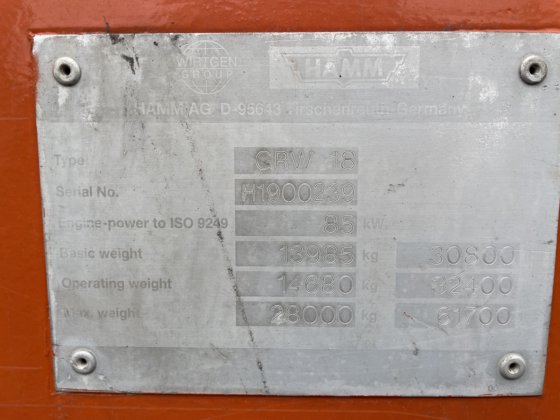 WIRTGEN
GROUP
HAMM
HAMM AG D-95643 Tirschenreuth, Germany
Type GRW 18
Serial No. H1900239
Engine-power to ISO 9249 85 kW
Basic weight 13985 kg 30800
Operating weight 14680 kg 32400
Max. weight 28000 kg 61700